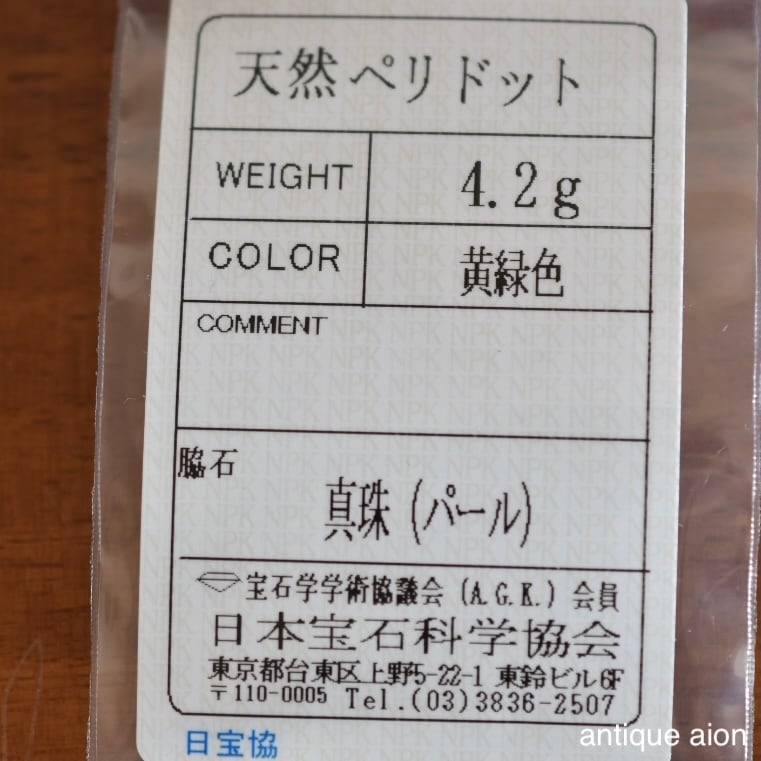 天然ペリドット
WEIGHT 4.2g
COLOR 黄緑色
COMMENT
脇石
真珠(パール)
宝石学学術協議会(A.G.K.)会員
日本宝石科学協会
東京都台東区上野5-22-1 東鈴ビル6F
〒110-0005 Tel.(03)3836-2507
日宝協
antique aion